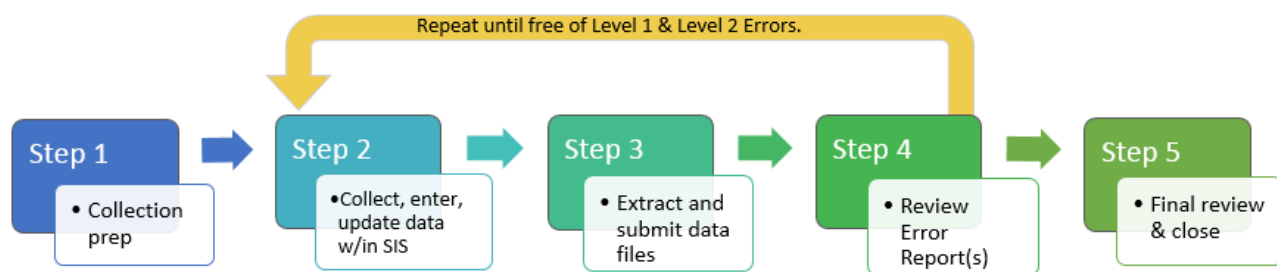 Repeat until free of Level 1 & Level 2 Errors.
Step 1
• Collection
prep
Step 2
•Collect, enter,
update data
w/in SIS
Step 3
• Extract and
submit data
files
Step 4
• Review
Error
Report(s)
Step 5
• Final review
& close